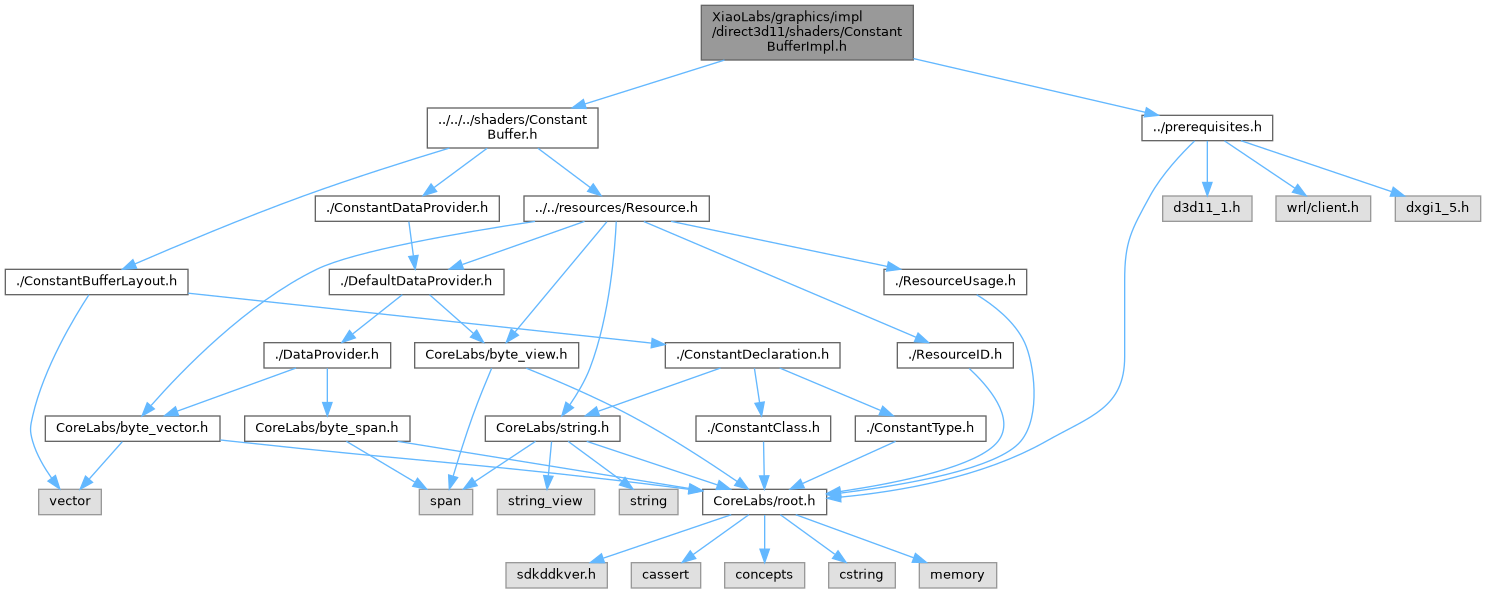 XiaoLabs/graphics/impl
/direct3d11/shaders/Constant
BufferImpl.h
../../../shaders/Constant
Buffer.h
../prerequisites.h
./ConstantDataProvider.h
../../resources/Resource.h
d3d11_1.h
wrl/client.h
dxgi1_5.h
./ConstantBufferLayout.h
./DefaultDataProvider.h
./ResourceUsage.h
./DataProvider.h
CoreLabs/byte_view.h
./ConstantDeclaration.h
./ResourceID.h
CoreLabs/byte_vector.h
CoreLabs/byte_span.h
CoreLabs/string.h
./ConstantClass.h
./ConstantType.h
vector
span
string_view
string
CoreLabs/root.h
sdkddkver.h
cassert
concepts
cstring
memory